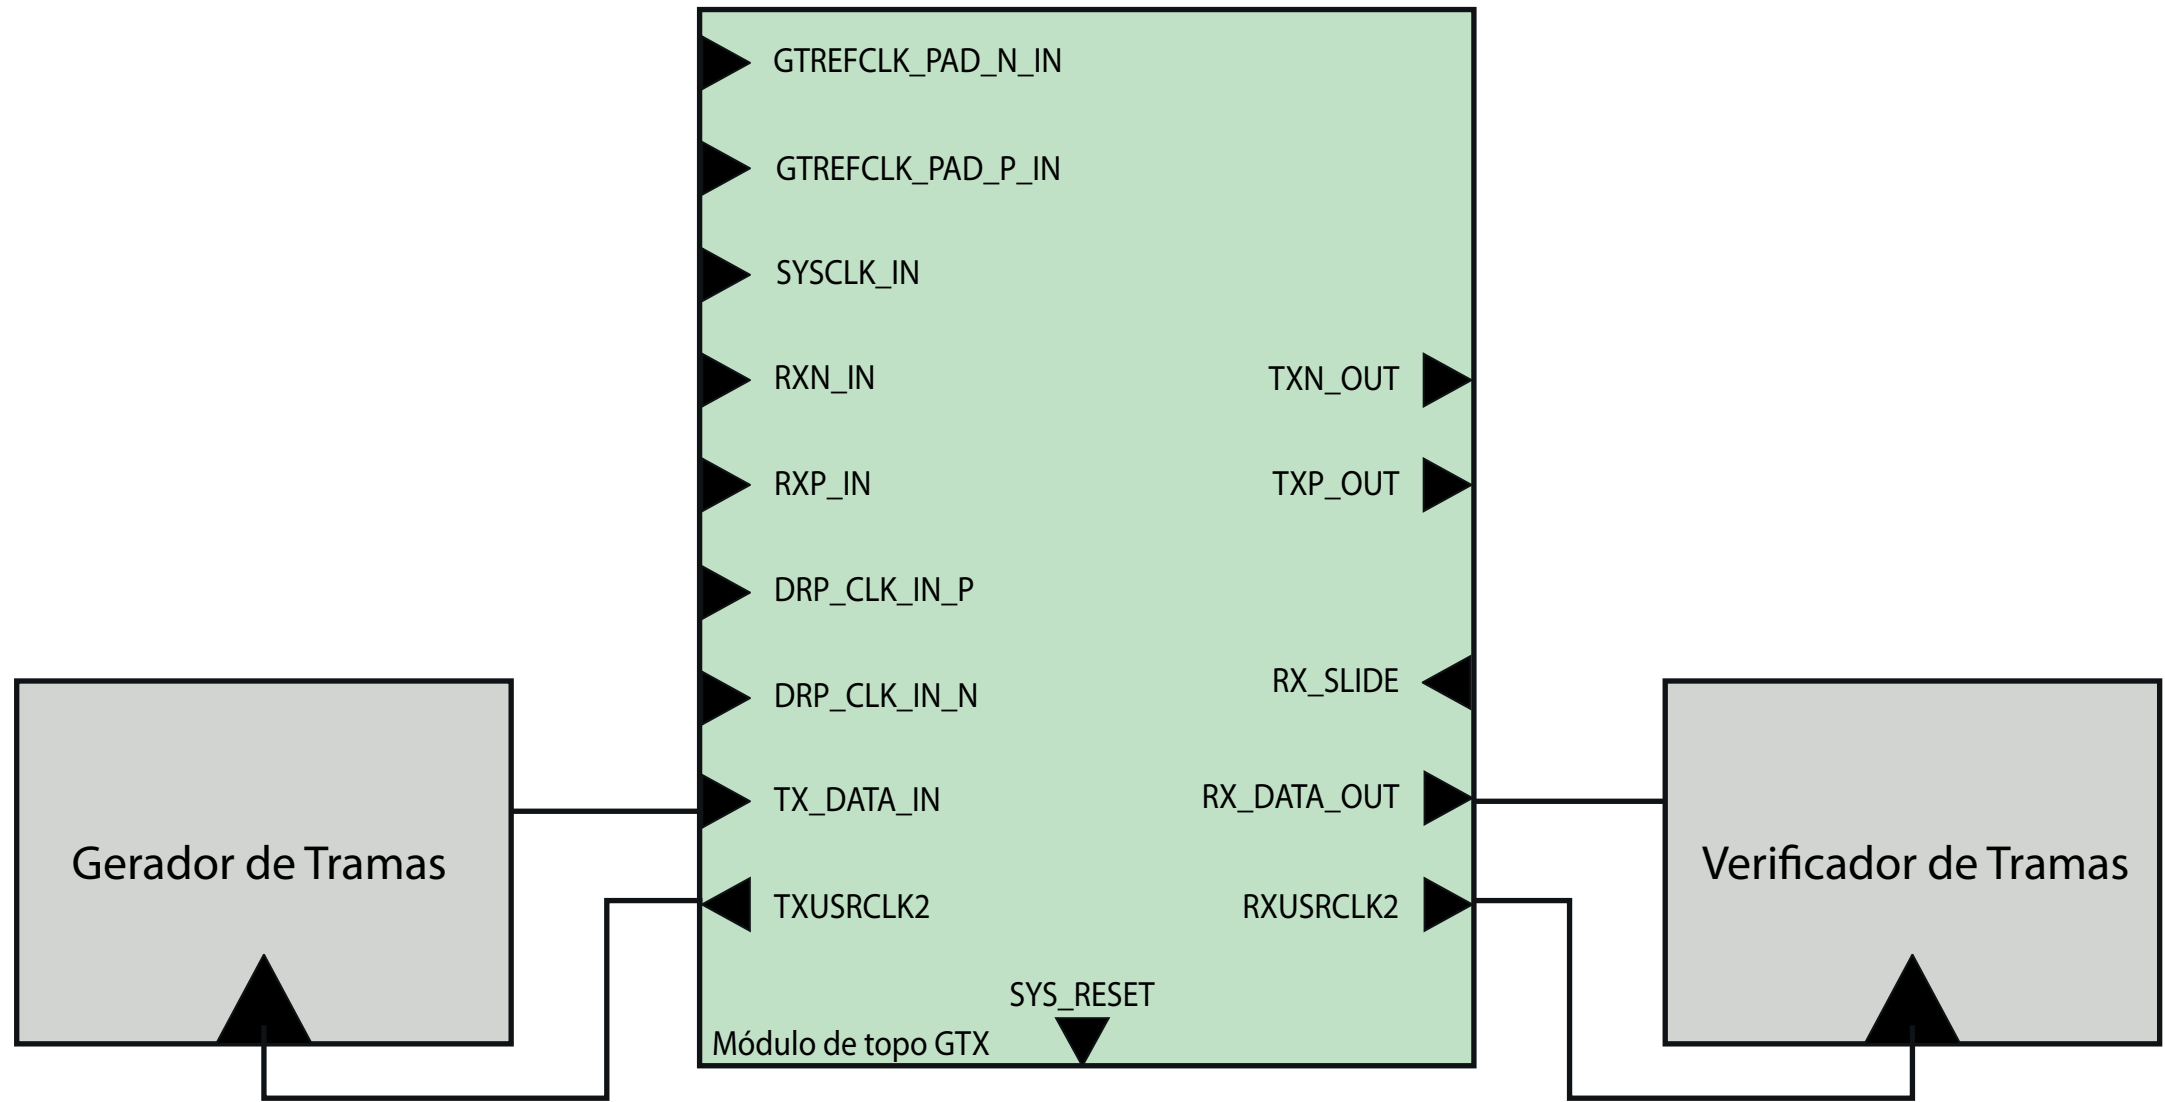 GTREFCLK_PAD_N_IN
GTREFCLK_PAD_P_IN
SYSCLK_IN
RXN_IN
TXN_OUT
RXP_IN
TXP_OUT
DRP_CLK_IN_P
DRP_CLK_IN_N
RX_SLIDE
TX_DATA_IN
RX_DATA_OUT
Gerador de Tramas
Verificador de Tramas
TXUSRCLK2
RXUSRCLK2
SYS_RESET
Módulo de topo GTX